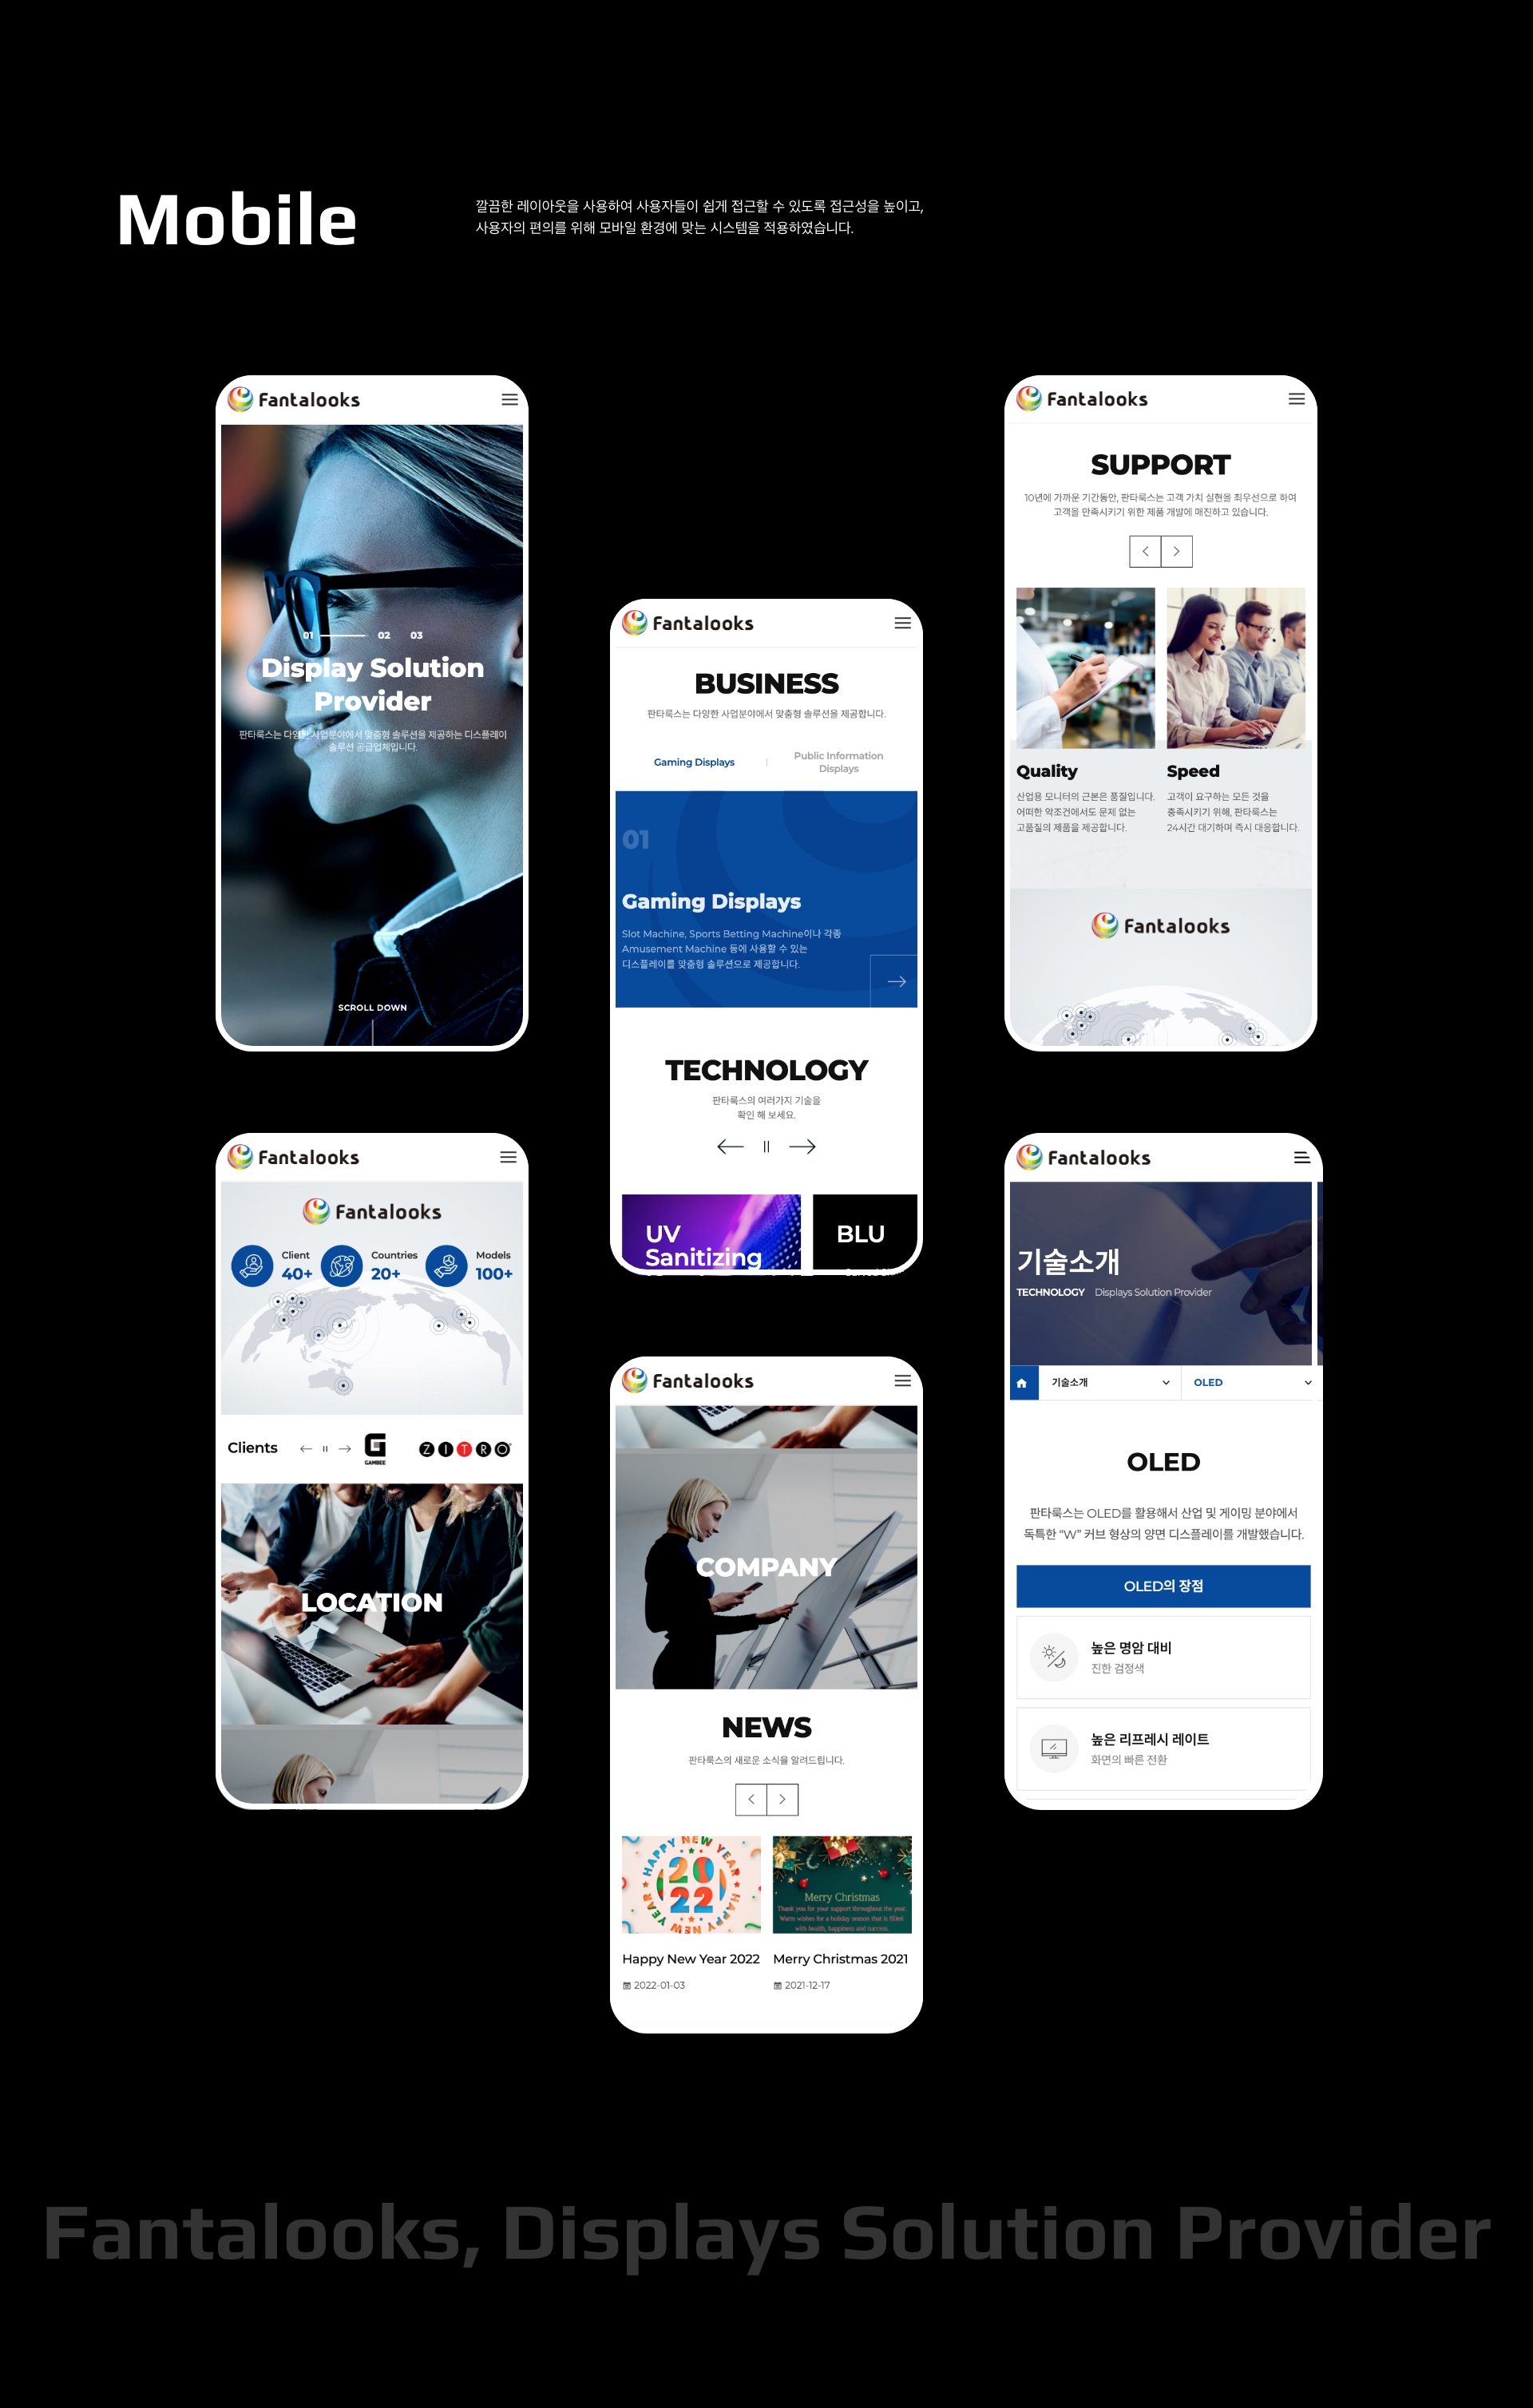 Mobile
깔끔한 레이아웃을 사용하여 사용자들이 쉽게 접근할 수 있도록 접근성을 높이고,
사용자의 편의를 위해 모바일 환경에 맞는 시스템을 적용하였습니다.
Fantalooks
01 02 03
Display Solution
Provider
판타룩스는 다양한 사업분야에서 맞춤형 솔루션을 제공하는 디스플레이
솔루션 공급업체입니다.
SCROLL DOWN
Fantalooks
BUSINESS
판타룩스는 다양한 사업분야에서 맞춤형 솔루션을 제공합니다.
Gaming Displays
Public Information
Displays
01
Gaming Displays
Slot Machine, Sports Betting Machine이나 각종
Amusement Machine 등에 사용할 수 있는
디스플레이를 맞춤형 솔루션으로 제공합니다.
TECHNOLOGY
판타룩스의 여러가지 기술을
확인 해 보세요.
UV
Sanitizing
BLU
Fantalooks
SUPPORT
10년에 가까운 기간동안, 판타룩스는 고객 가치 실현을 최우선으로 하여
고객을 만족시키기 위한 제품 개발에 매진하고 있습니다.
Quality
산업용 모니터의 근본은 품질입니다.
어떠한 악조건에서도 문제 없는
고품질의 제품을 제공합니다.
Speed
고객이 요구하는 모든 것을
충족시키기 위해, 판타룩스는
24시간 대기하며 즉시 대응합니다.
Fantalooks
Fantalooks
Fantalooks
Client
40+
Countries
20+
Models
100+
Clients
G
GAMBEE
ZITRO
LOCATION
Fantalooks
COMPANY
NEWS
판타룩스의 새로운 소식을 알려드립니다.
HAPPY NEW YEAR HAPPY NEW YEAR
20
22
Merry Christmas
Thank you for your support throughout the year.
Warm wishes for a holiday season that is filled
with health, happiness and success.
Happy New Year 2022
2022-01-03
Merry Christmas 2021
2021-12-17
Fantalooks
기술소개
TECHNOLOGY Displays Solution Provider
기술소개
OLED
OLED
판타룩스는 OLED를 활용해서 산업 및 게이밍 분야에서
독특한 “W” 커브 형상의 양면 디스플레이를 개발했습니다.
OLED의 장점
높은 명암 대비
진한 검정색
높은 리프레시 레이트
화면의 빠른 전환
Fantalooks, Displays Solution Provider